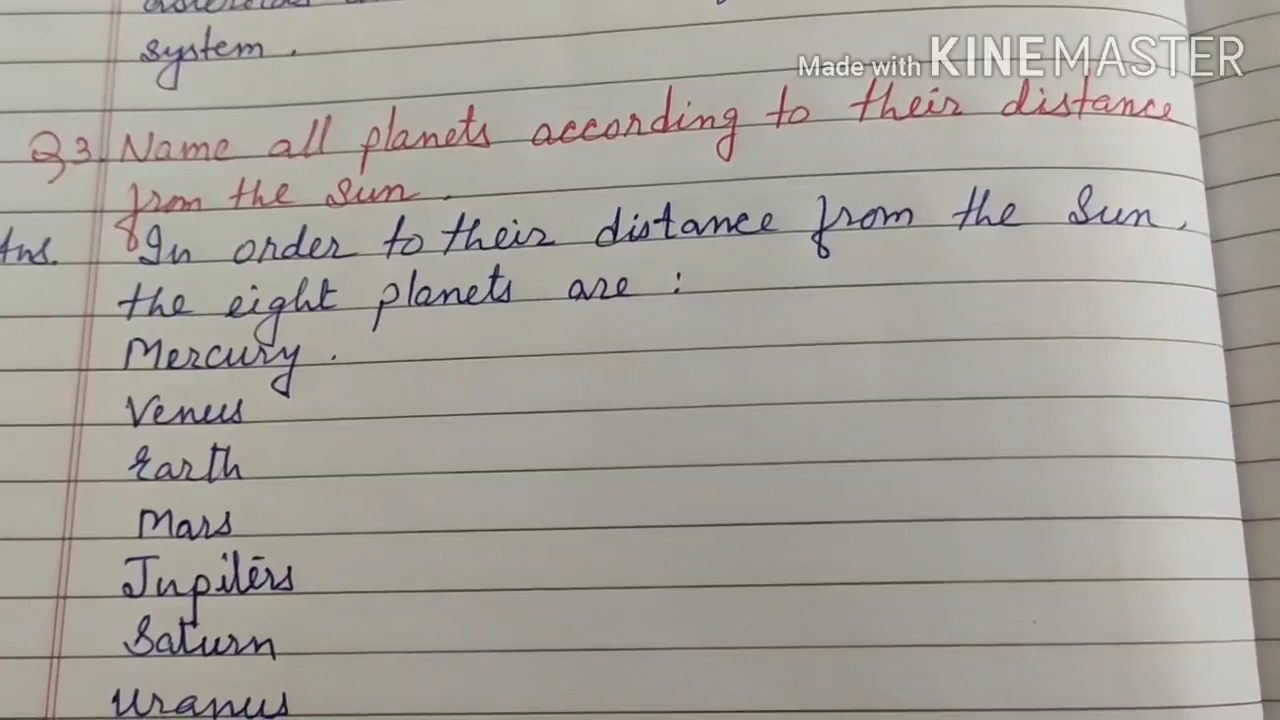 system.
Made with KINEMASTER
Q3. Name all planets according to their distance
from the Sun.
Ans. In order to their distance from the Sun,
the eight planets are :
Mercury.
Venus
Earth
Mars
Jupiters
Saturn
Uranus